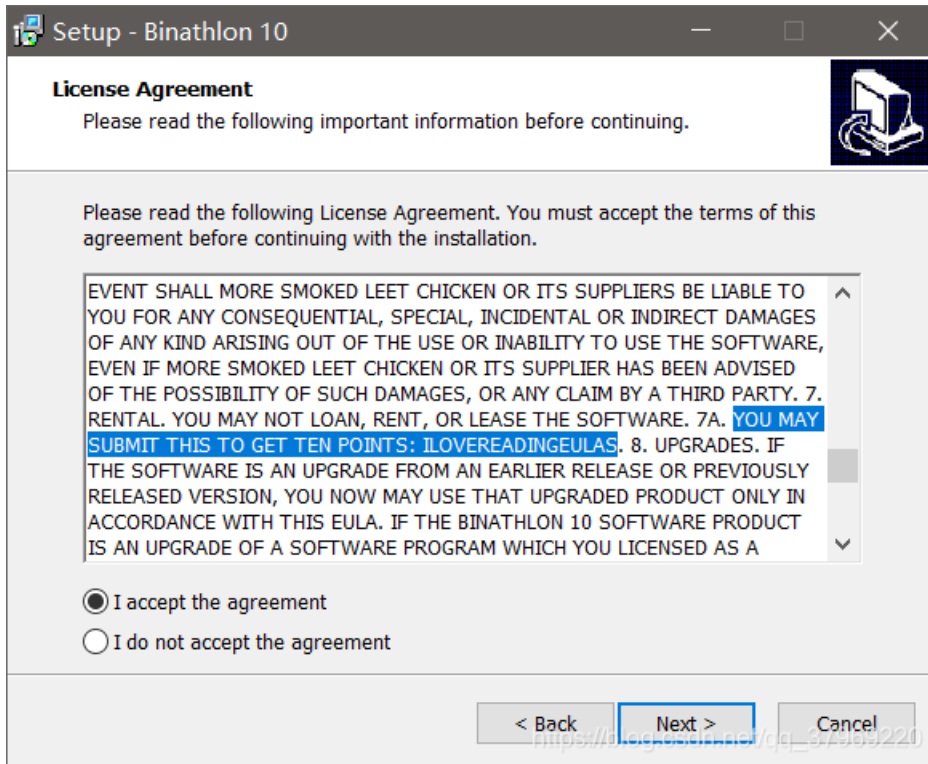 Setup - Binathlon 10
License Agreement
Please read the following important information before continuing.
Please read the following License Agreement. You must accept the terms of this
agreement before continuing with the installation.
EVENT SHALL MORE SMOKED LEET CHICKEN OR ITS SUPPLIERS BE LIABLE TO
YOU FOR ANY CONSEQUENTIAL, SPECIAL, INCIDENTAL OR INDIRECT DAMAGES
OF ANY KIND ARISING OUT OF THE USE OR INABILITY TO USE THE SOFTWARE,
EVEN IF MORE SMOKED LEET CHICKEN OR ITS SUPPLIER HAS BEEN ADVISED
OF THE POSSIBILITY OF SUCH DAMAGES, OR ANY CLAIM BY A THIRD PARTY. 7.
RENTAL. YOU MAY NOT LOAN, RENT, OR LEASE THE SOFTWARE. 7A. YOU MAY
SUBMIT THIS TO GET TEN POINTS: ILOVEREADINGEULAS. 8. UPGRADES. IF
THE SOFTWARE IS AN UPGRADE FROM AN EARLIER RELEASE OR PREVIOUSLY
RELEASED VERSION, YOU NOW MAY USE THAT UPGRADED PRODUCT ONLY IN
ACCORDANCE WITH THIS EULA. IF THE BINATHLON 10 SOFTWARE PRODUCT
IS AN UPGRADE OF A SOFTWARE PROGRAM WHICH YOU LICENSED AS A
I accept the agreement
I do not accept the agreement
< Back Next > Cancel
https://blog.csdn.net/qq_37969220